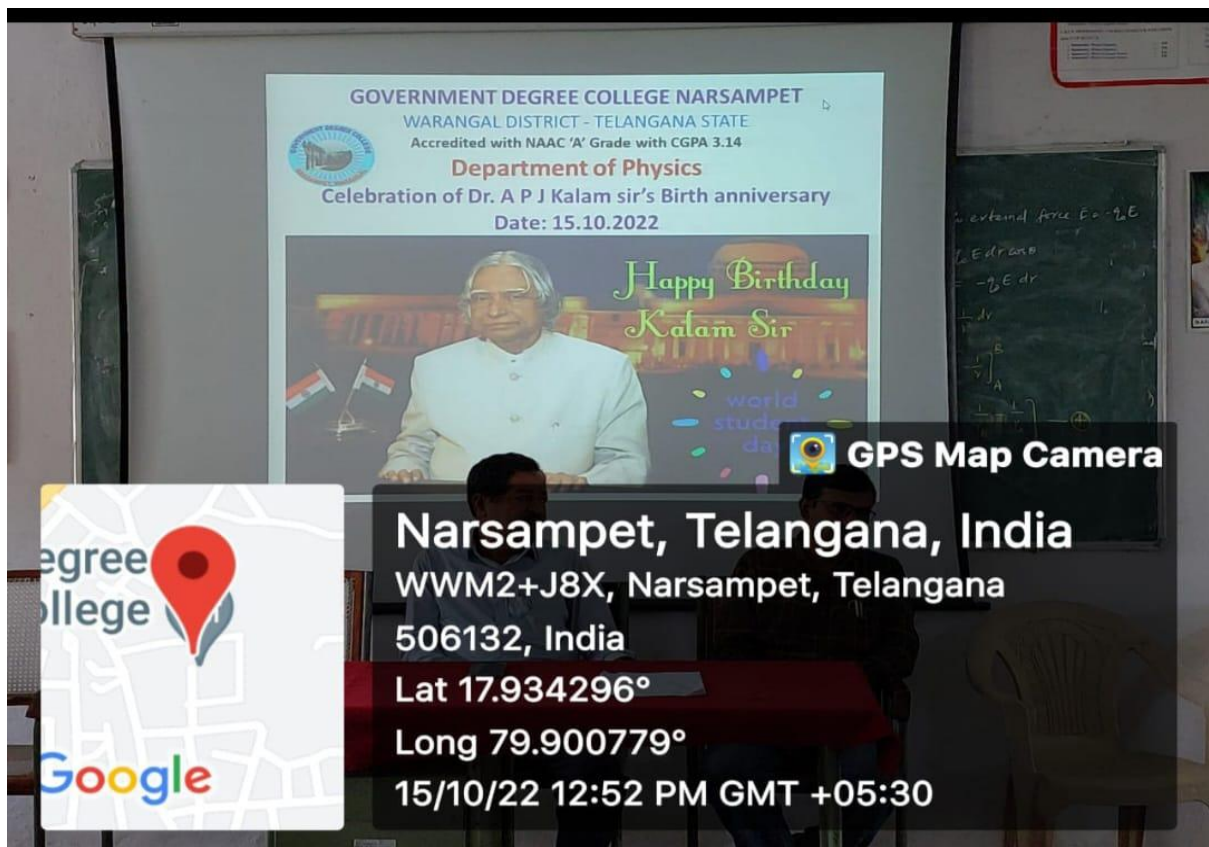 GOVERNMENT DEGREE COLLEGE NARSAMPET
WARANGAL DISTRICT - TELANGANA STATE
Accredited with NAAC 'A' Grade with CGPA 3.14
Department of Physics
Celebration of Dr. A P J Kalam sir's Birth anniversary
Date: 15.10.2022
Happy Birthday
Kalam Sir
world
external force
GPS Map Camera
egree
ollege
Google
Narsampet, Telangana, India
WWM2+J8X, Narsampet, Telangana
506132, India
Lat 17.934296°
Long 79.900779°
15/10/22 12:52 PM GMT +05:30